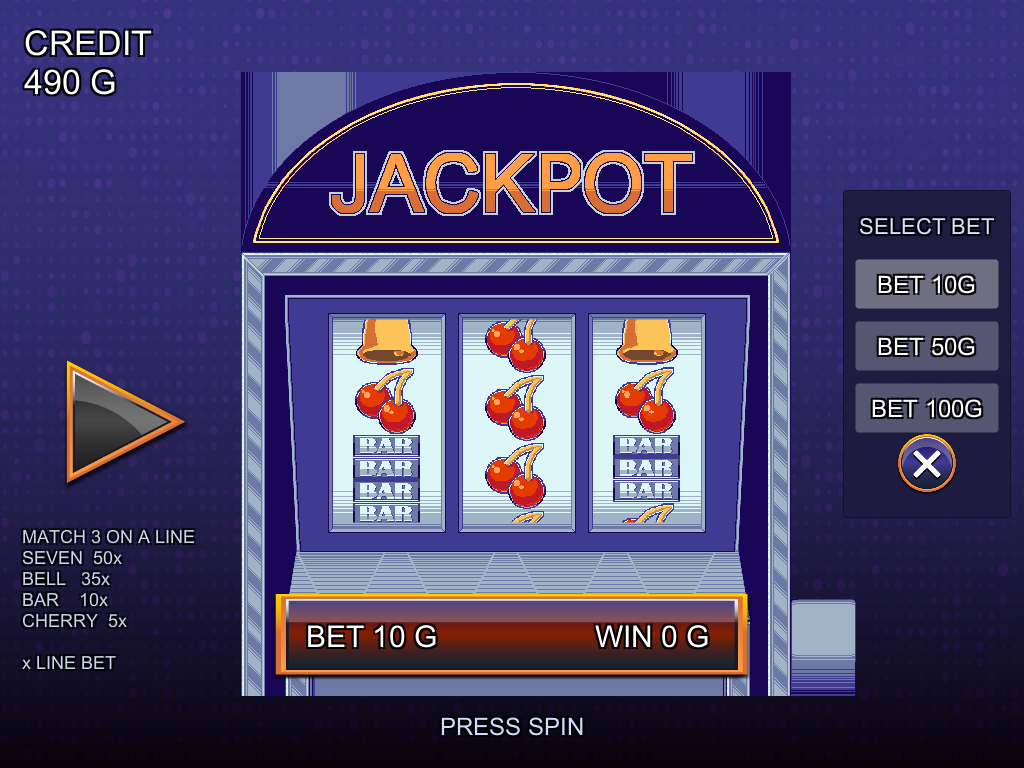 CREDIT
490 G
JACKPOT
SELECT BET
BET 10G
BET 50G
BET 100G
BAR
BAR
BAR
BAR
BAR
BAR
BAR
MATCH 3 ON A LINE
SEVEN 50x
BELL 35x
BAR 10x
CHERRY 5x
x LINE BET
BET 10 G WIN 0 G
PRESS SPIN